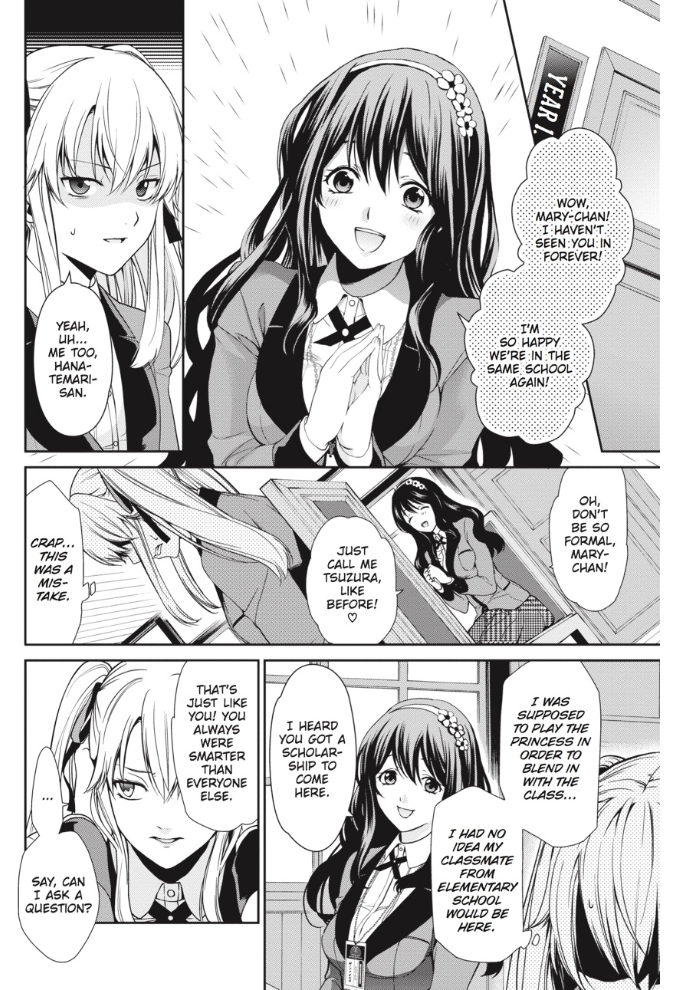 YEAR 1.
WOW,
MARY-CHAN!
I HAVEN'T
SEEN YOU IN
FOREVER!
I'M
SO HAPPY
WE'RE IN THE
SAME SCHOOL
AGAIN!
YEAH,
UH...
ME TOO,
HANA-
TEMARI-
SAN.
OH,
DON'T
BE SO
FORMAL,
MARY-
CHAN!
JUST
CALL ME
TSUZURA,
LIKE
BEFORE!
♡
CRAP...
THIS
WAS A
MIS-
TAKE.
I WAS
SUPPOSED
TO PLAY THE
PRINCESS IN
ORDER TO
BLEND IN
WITH THE
CLASS...
I HAD NO
IDEA MY
CLASSMATE
FROM
ELEMENTARY
SCHOOL
WOULD BE
HERE.
I HEARD
YOU GOT A
SCHOLAR-
SHIP TO
COME
HERE.
THAT'S
JUST LIKE
YOU! YOU
ALWAYS
WERE
SMARTER
THAN
EVERYONE
ELSE.
...
SAY, CAN
I ASK A
QUESTION?